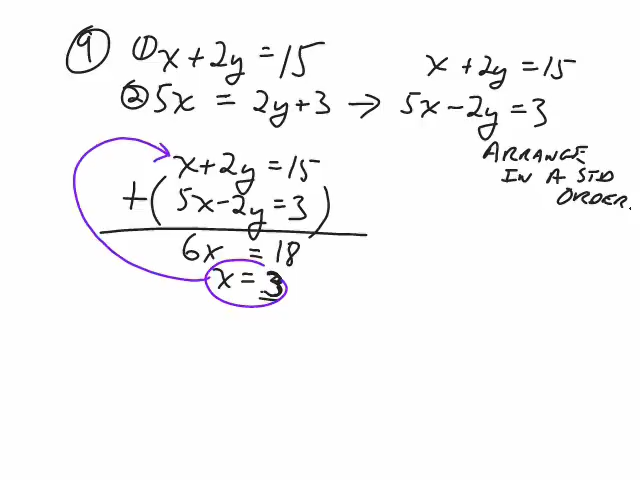 9 ① x + 2y = 15
② 5x = 2y + 3 → 5x - 2y = 3
x + 2y = 15
ARRANGE
IN A STD
ORDER.
x + 2y = 15
+ ( 5x - 2y = 3 )
6x = 18
x = 3